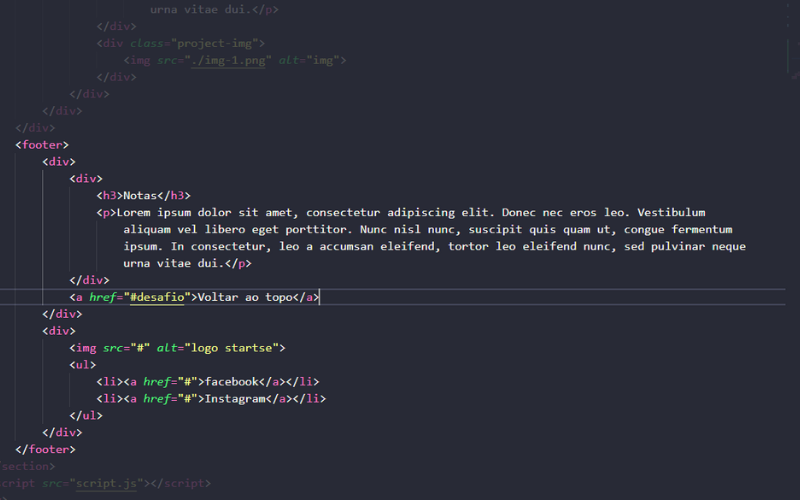 urna vitae dui.</p>
</div>
<div class="project-img">
<img src="./img-1.png" alt="img">
</div>
</div>
</div>
</div>
<footer>
<div>
<div>
<h3>Notas</h3>
<p>Lorem ipsum dolor sit amet, consectetur adipiscing elit. Donec nec eros leo. Vestibulum
aliquam vel libero eget porttitor. Nunc nisl nunc, suscipit quis quam ut, congue fermentum
ipsum. In consectetur, leo a accumsan eleifend, tortor leo eleifend nunc, sed pulvinar neque
urna vitae dui.</p>
</div>
<a href="#desafio">Voltar ao topo</a>
</div>
<div>
<img src="#" alt="logo startse">
<ul>
<li><a href="#">facebook</a></li>
<li><a href="#">Instagram</a></li>
</ul>
</div>
</footer>
section>
cript src="script.js"></script>